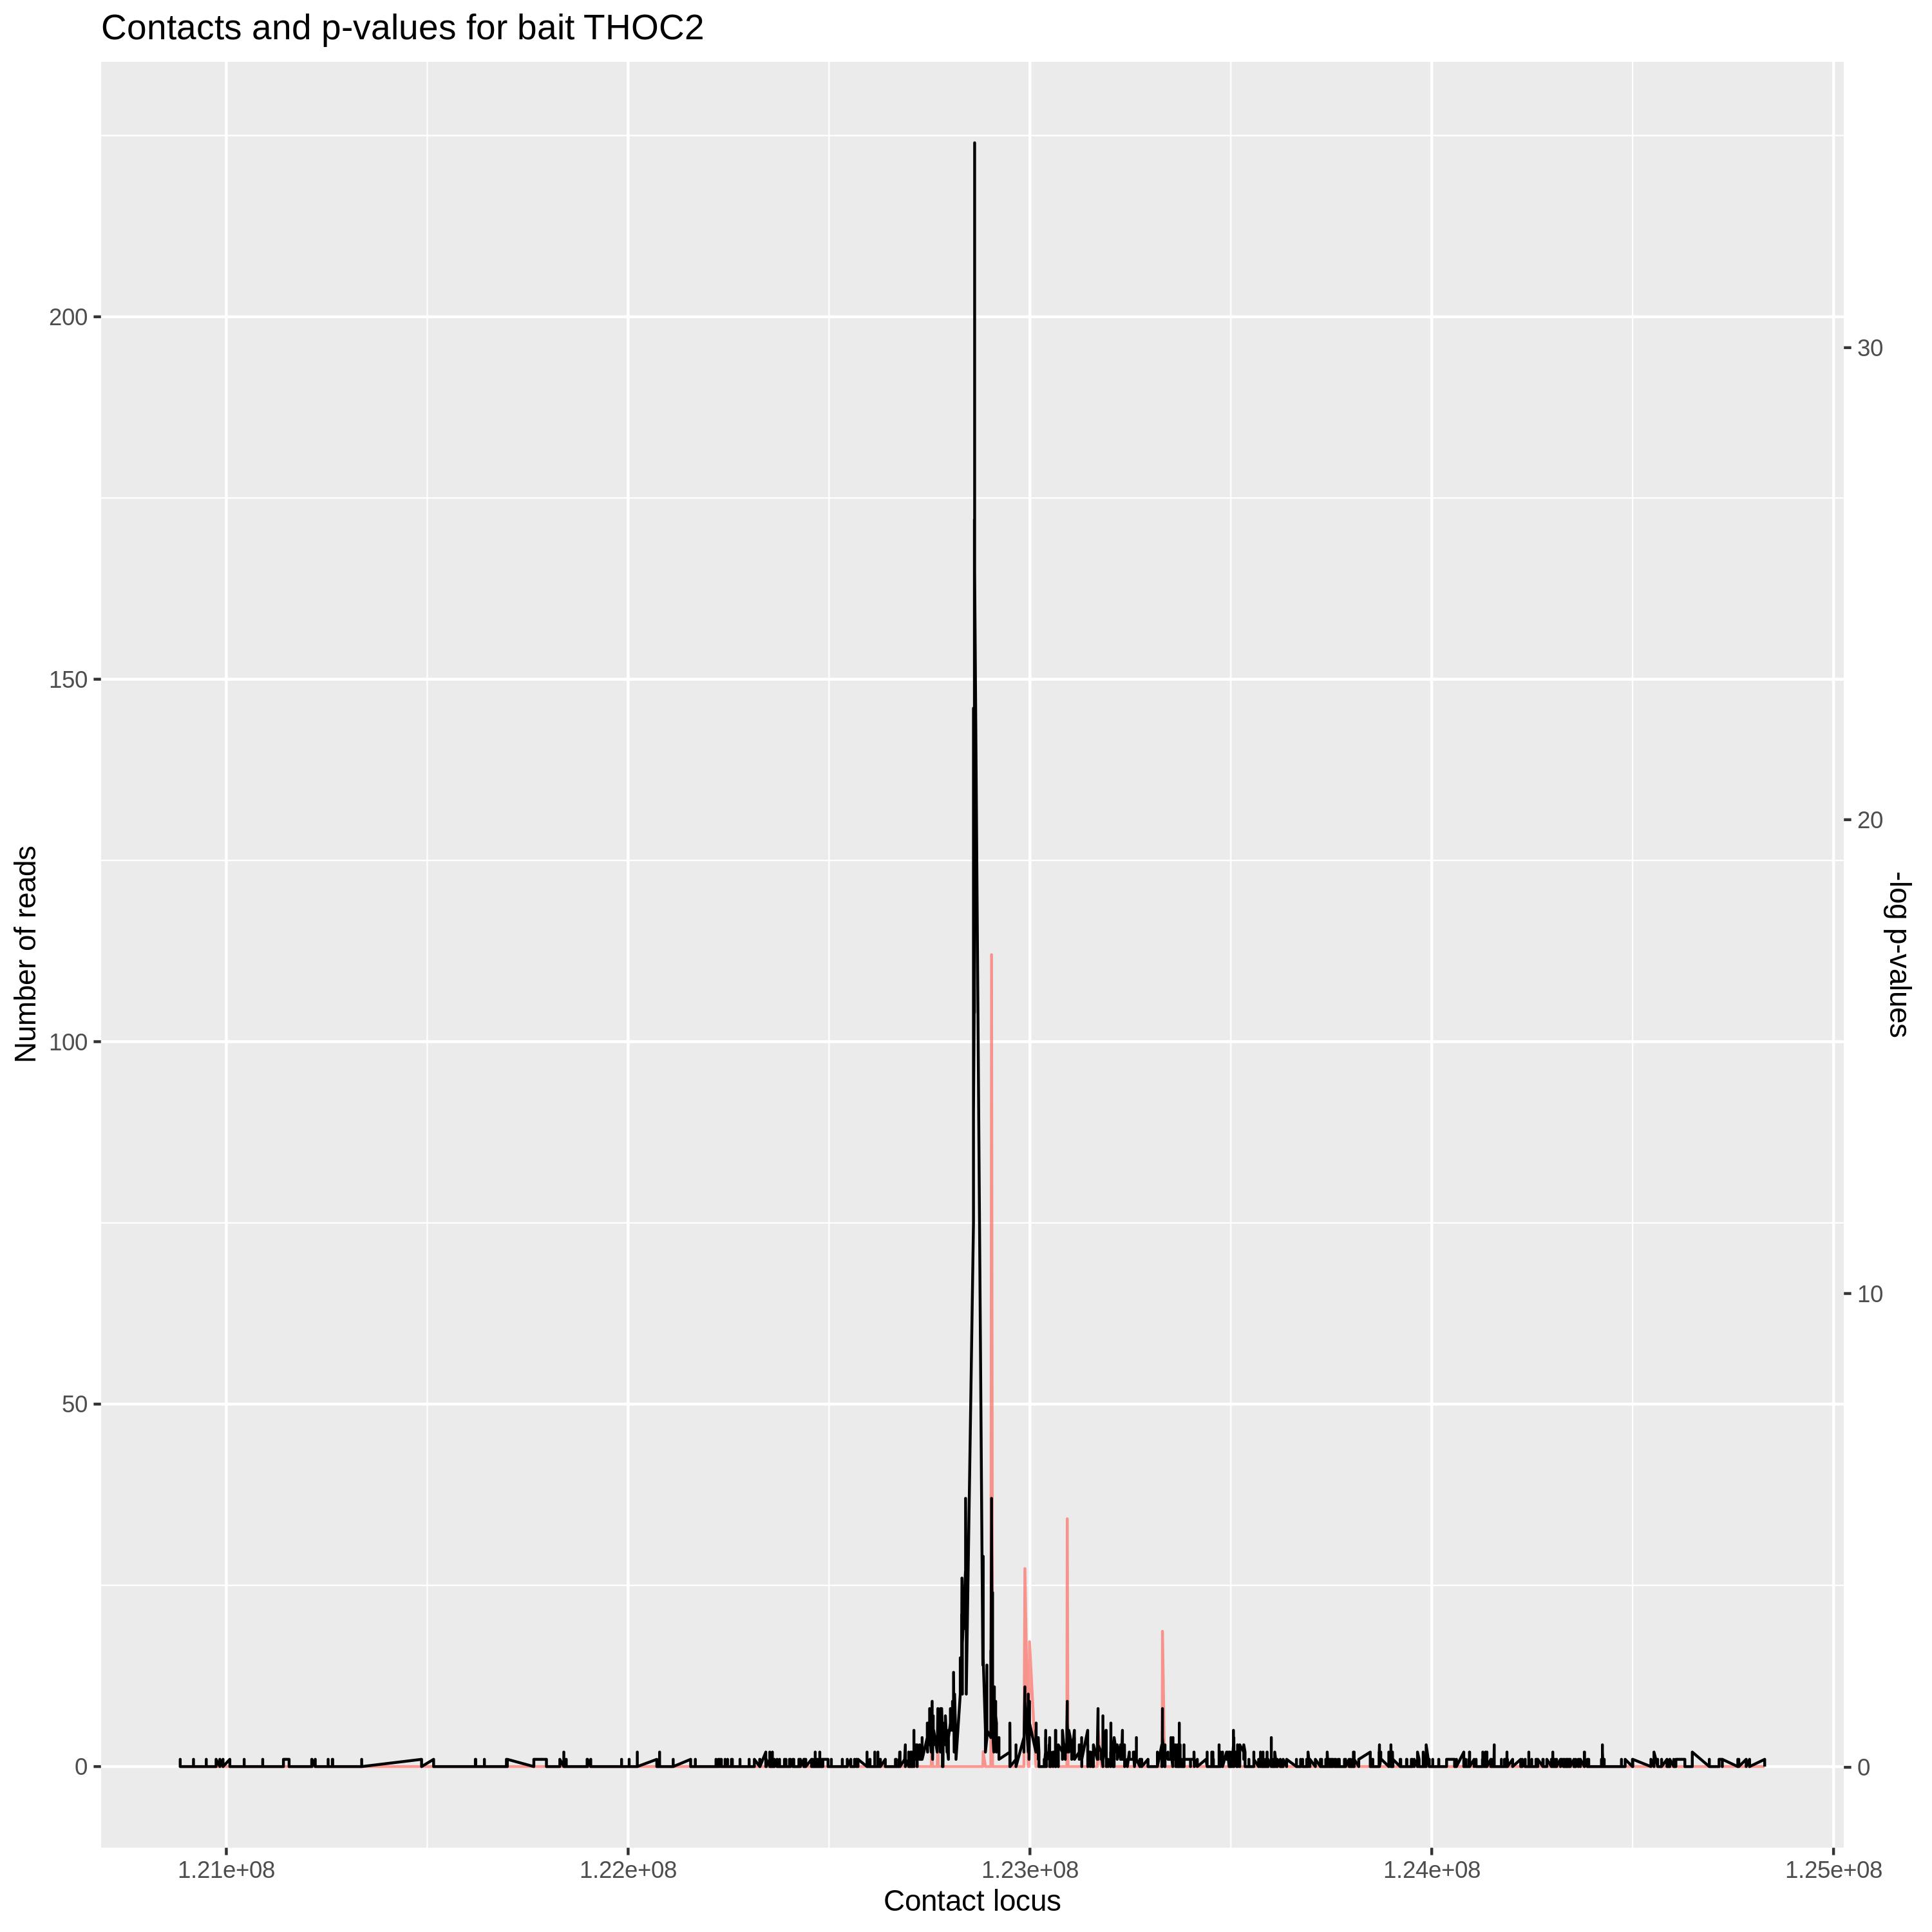 Contacts and p-values for bait THOC2
Number of reads
200
150
100
50
0
30
20
10
0
-log p-values
1.21e+08
1.22e+08
1.23e+08
1.24e+08
1.25e+08
Contact locus